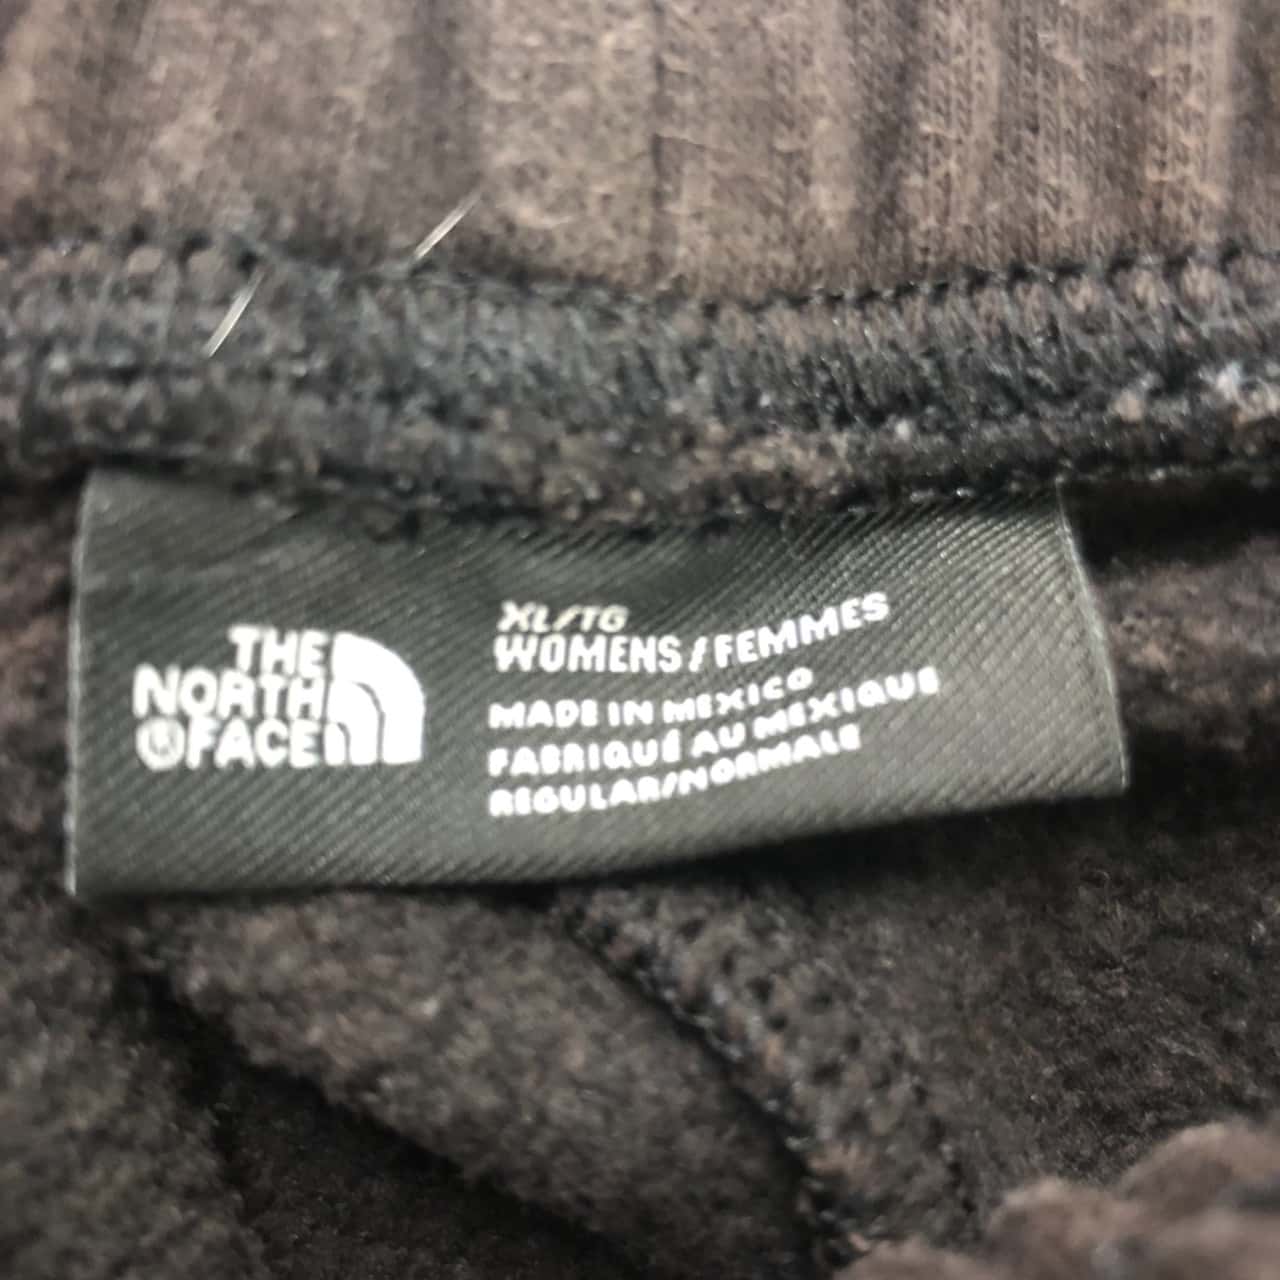 THE
NORTH
®FACE
XL/TG
WOMENS/FEMMES
MADE IN MEXICO
FABRIQUÉ AU MEXIQUE
REGULAR/NORMALE